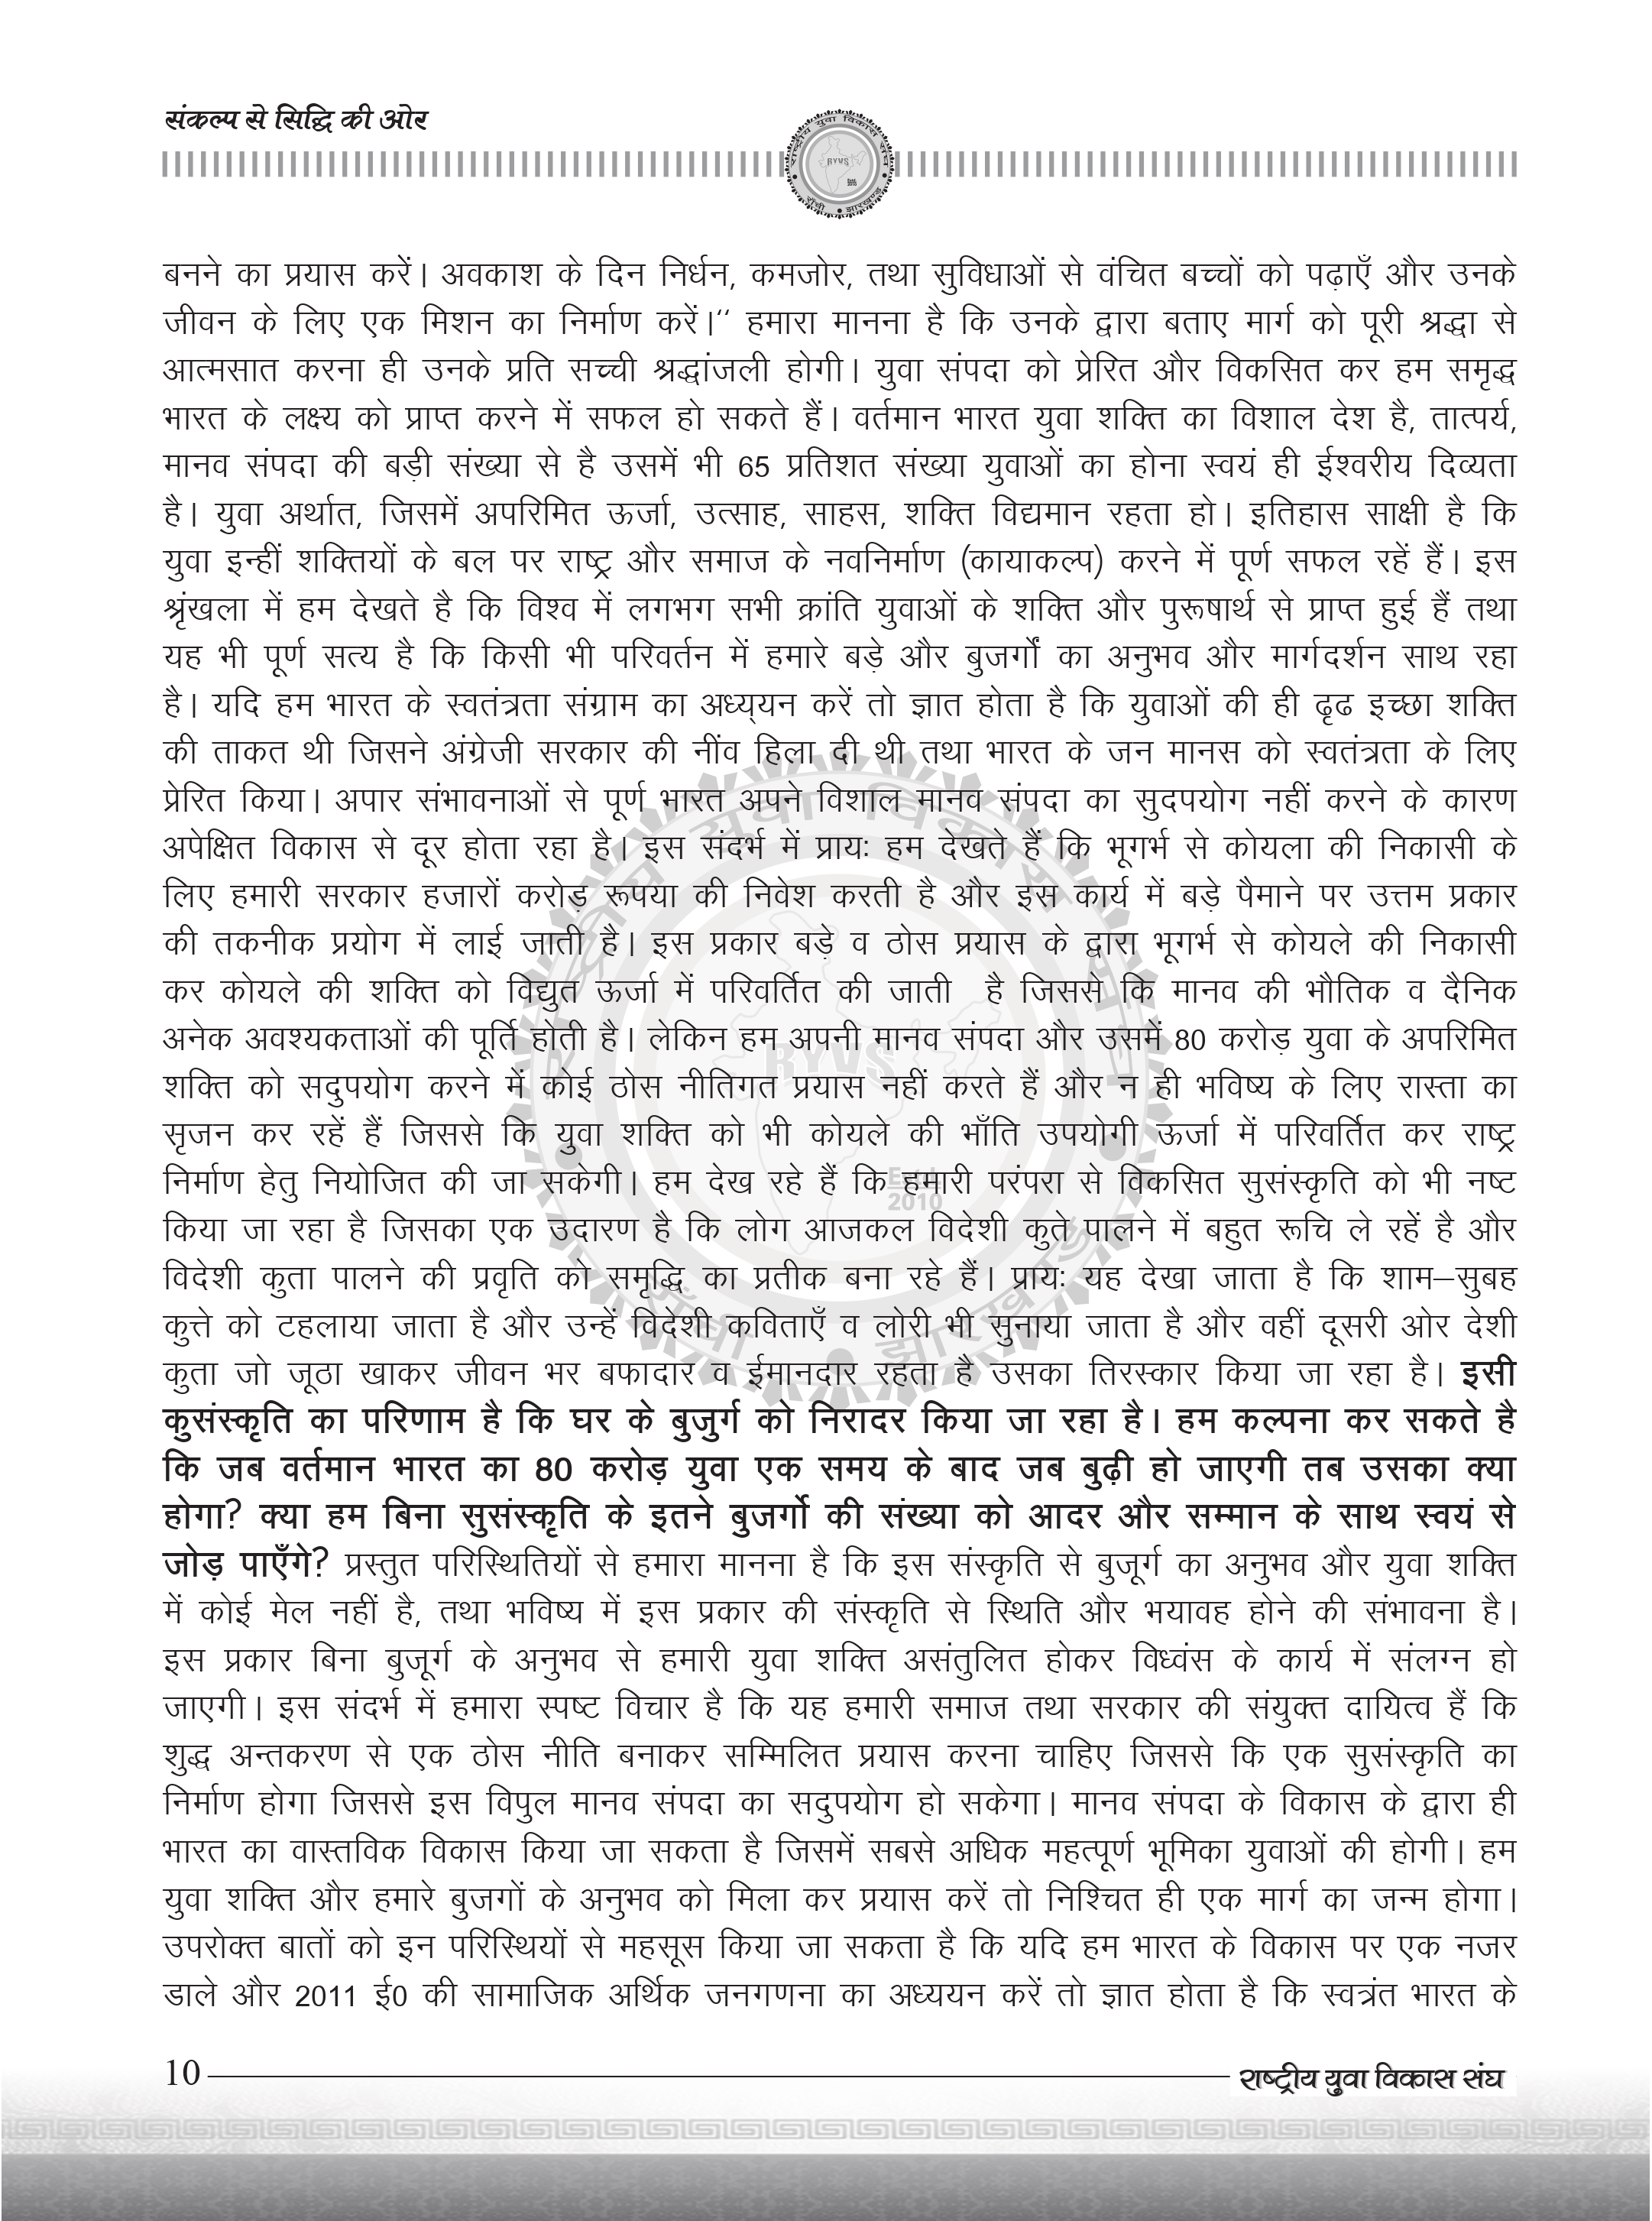 संकल्प से सिद्धि की ओर
राष्ट्रीय युवा विकास संघ
RYVS
राँची • झारखण्ड
बनने का प्रयास करें। अवकाश के दिन निर्धन, कमजोर, तथा सुविधाओं से वंचित बच्चों को पढ़ाएँ और उनके
जीवन के लिए एक मिशन का निर्माण करें।" हमारा मानना है कि उनके द्वारा बताए मार्ग को पूरी श्रद्धा से
आत्मसात करना ही उनके प्रति सच्ची श्रद्धांजली होगी। युवा संपदा को प्रेरित और विकसित कर हम समृद्ध
भारत के लक्ष्य को प्राप्त करने में सफल हो सकते हैं। वर्तमान भारत युवा शक्ति का विशाल देश है, तात्पर्य,
मानव संपदा की बड़ी संख्या से है उसमें भी 65 प्रतिशत संख्या युवाओं का होना स्वयं ही ईश्वरीय दिव्यता
है। युवा अर्थात, जिसमें अपरिमित ऊर्जा, उत्साह, साहस, शक्ति विद्यमान रहता हो। इतिहास साक्षी है कि
युवा इन्हीं शक्तियों के बल पर राष्ट्र और समाज के नवनिर्माण (कायाकल्प) करने में पूर्ण सफल रहें हैं। इस
श्रृंखला में हम देखते है कि विश्व में लगभग सभी क्रांति युवाओं के शक्ति और पुरूषार्थ से प्राप्त हुई हैं तथा
यह भी पूर्ण सत्य है कि किसी भी परिवर्तन में हमारे बड़े और बुजर्गों का अनुभव और मार्गदर्शन साथ रहा
है। यदि हम भारत के स्वतंत्रता संग्राम का अध्य्यन करें तो ज्ञात होता है कि युवाओं की ही ढृढ इच्छा शक्ति
की ताकत थी जिसने अंग्रेजी सरकार की नींव हिला दी थी तथा भारत के जन मानस को स्वतंत्रता के लिए
प्रेरित किया। अपार संभावनाओं से पूर्ण भारत अपने विशाल मानव संपदा का सुदपयोग नहीं करने के कारण
अपेक्षित विकास से दूर होता रहा है। इस संदर्भ में प्रायः हम देखते हैं कि भूगर्भ से कोयला की निकासी के
लिए हमारी सरकार हजारों करोड़ रूपया की निवेश करती है और इस कार्य में बड़े पैमाने पर उत्तम प्रकार
की तकनीक प्रयोग में लाई जाती है। इस प्रकार बड़े व ठोस प्रयास के द्वारा भूगर्भ से कोयले की निकासी
कर कोयले की शक्ति को विद्युत ऊर्जा में परिवर्तित की जाती है जिससे कि मानव की भौतिक व दैनिक
अनेक अवश्यकताओं की पूर्ति होती है। लेकिन हम अपनी मानव संपदा और उसमें 80 करोड़ युवा के अपरिमित
शक्ति को सदुपयोग करने में कोई ठोस नीतिगत प्रयास नहीं करते हैं और न ही भविष्य के लिए रास्ता का
सृजन कर रहें हैं जिससे कि युवा शक्ति को भी कोयले की भाँति उपयोगी ऊर्जा में परिवर्तित कर राष्ट्र
निर्माण हेतु नियोजित की जा सकेगी। हम देख रहे हैं कि हमारी परंपरा से विकसित सुसंस्कृति को भी नष्ट
किया जा रहा है जिसका एक उदारण है कि लोग आजकल विदेशी कुते पालने में बहुत रूचि ले रहें है और
विदेशी कुता पालने की प्रवृति को समृद्धि का प्रतीक बना रहे हैं। प्रायः यह देखा जाता है कि शाम–सुबह
कुत्ते को टहलाया जाता है और उन्हें विदेशी कविताएँ व लोरी भी सुनाया जाता है और वहीं दूसरी ओर देशी
कुता जो जूठा खाकर जीवन भर बफादार व ईमानदार रहता है उसका तिरस्कार किया जा रहा है। इसी
कुसंस्कृति का परिणाम है कि घर के बुजुर्ग को निरादर किया जा रहा है। हम कल्पना कर सकते है
कि जब वर्तमान भारत का 80 करोड़ युवा एक समय के बाद जब बुढ़ी हो जाएगी तब उसका क्या
होगा? क्या हम बिना सुसंस्कृति के इतने बुजर्गो की संख्या को आदर और सम्मान के साथ स्वयं से
जोड़ पाएँगे? प्रस्तुत परिस्थितियों से हमारा मानना है कि इस संस्कृति से बुजूर्ग का अनुभव और युवा शक्ति
में कोई मेल नहीं है, तथा भविष्य में इस प्रकार की संस्कृति से स्थिति और भयावह होने की संभावना है।
इस प्रकार बिना बुजूर्ग के अनुभव से हमारी युवा शक्ति असंतुलित होकर विध्वंस के कार्य में संलग्न हो
जाएगी। इस संदर्भ में हमारा स्पष्ट विचार है कि यह हमारी समाज तथा सरकार की संयुक्त दायित्व हैं कि
शुद्ध अन्तकरण से एक ठोस नीति बनाकर सम्मिलित प्रयास करना चाहिए जिससे कि एक सुसंस्कृति का
निर्माण होगा जिससे इस विपुल मानव संपदा का सदुपयोग हो सकेगा। मानव संपदा के विकास के द्वारा ही
भारत का वास्तविक विकास किया जा सकता है जिसमें सबसे अधिक महत्पूर्ण भूमिका युवाओं की होगी। हम
युवा शक्ति और हमारे बुजगों के अनुभव को मिला कर प्रयास करें तो निश्चित ही एक मार्ग का जन्म होगा।
उपरोक्त बातों को इन परिस्थियों से महसूस किया जा सकता है कि यदि हम भारत के विकास पर एक नजर
डाले और 2011 ई0 की सामाजिक अर्थिक जनगणना का अध्ययन करें तो ज्ञात होता है कि स्वत्रंत भारत के
राष्ट्रीय युवा विकास संघ
RYVS
Estd.
2010
राँची • झारखण्ड
10
राष्ट्रीय युवा विकास संघ